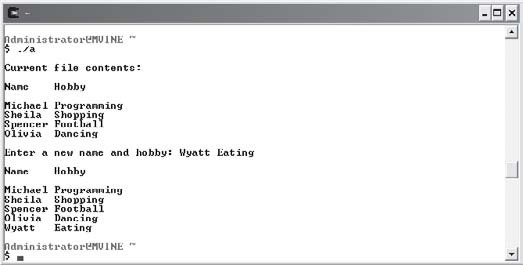 Administrator@MVINE ~
$ ./a
Current file contents:
Name    Hobby
Michael Programming
Sheila  Shopping
Spencer Football
Olivia  Dancing
Enter a new name and hobby: Wyatt Eating
Name    Hobby
Michael Programming
Sheila  Shopping
Spencer Football
Olivia  Dancing
Wyatt   Eating
Administrator@MVINE ~
$